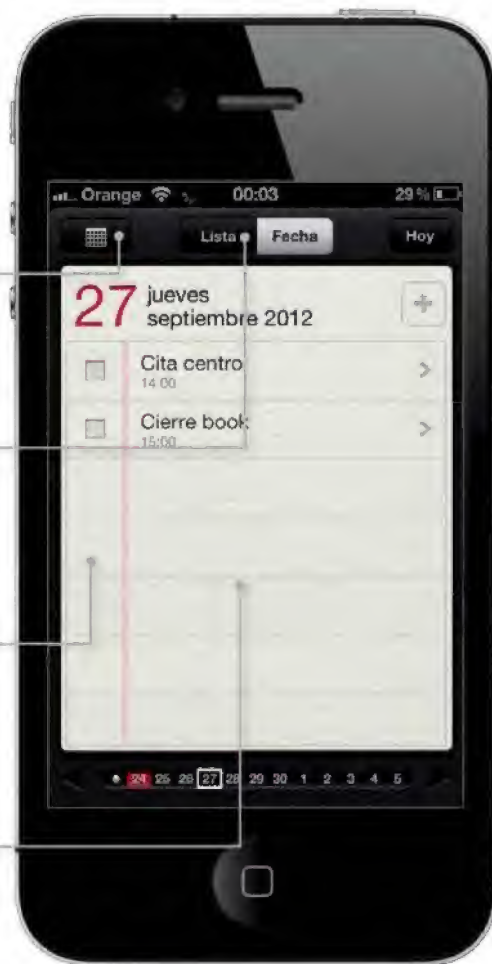 Orange 00:03 29 %
Lista Fecha Hoy
27 jueves
septiembre 2012
Cita centro
14:00
Cierre book
15:00
24 25 26 27 28 29 30 1 2 3 4 5